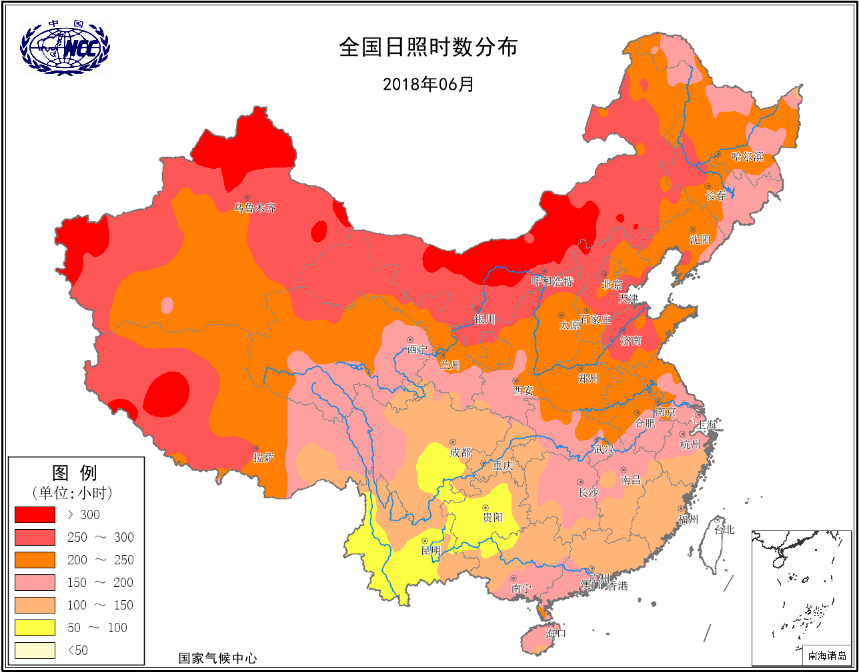 中国
NCC
全国日照时数分布
2018年06月
哈尔滨
长春
乌鲁木齐
沈阳
呼和浩特
北京
天津
银川
太原
石家庄
济南
西宁
兰州
郑州
西安
南京
合肥
上海
拉萨
成都
武汉
杭州
重庆
南昌
长沙
贵阳
福州
台北
昆明
广州
南宁
澳门
香港
海口
图 例
(单位:小时)
> 300
250 ～ 300
200 ～ 250
150 ～ 200
100 ～ 150
50 ～ 100
<50
国家气候中心
南海诸岛